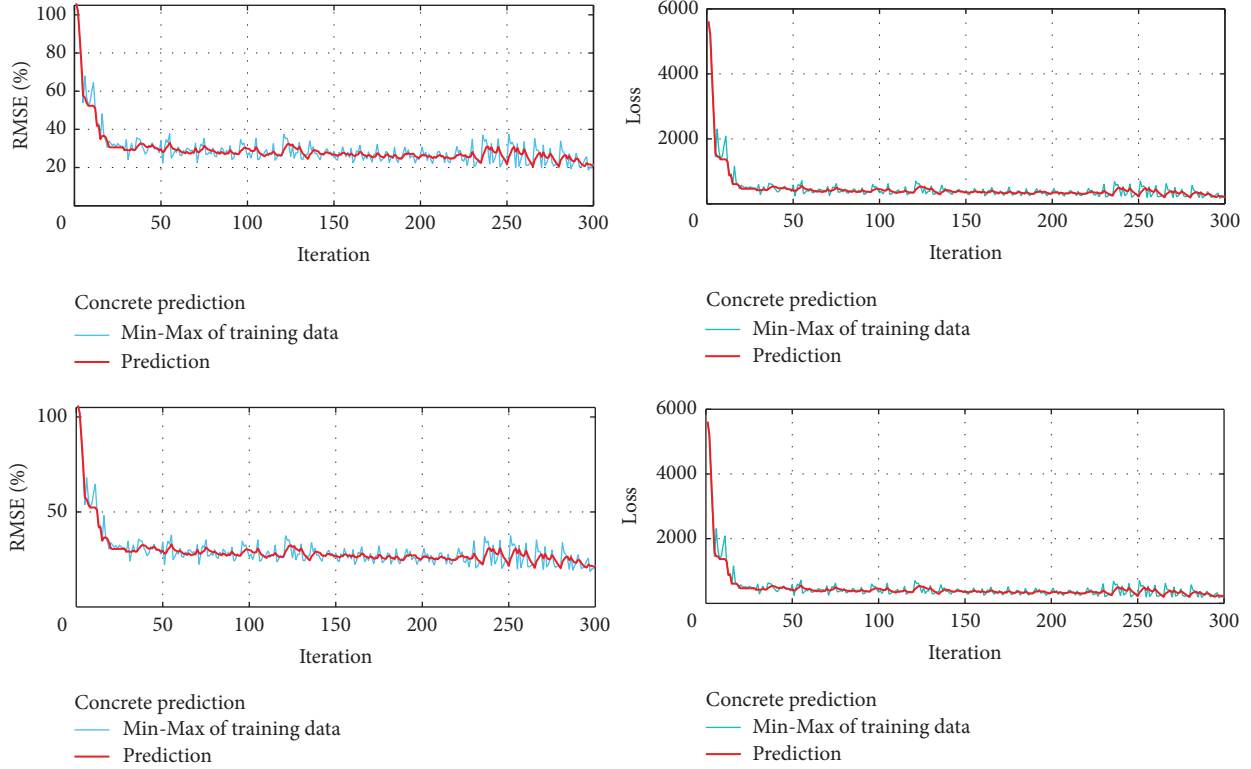 100
80
60
40
20
RMSE (%)
0 50 100 150 200 250 300
Iteration
Concrete prediction
Min-Max of training data
Prediction
6000
4000
2000
Loss
0 50 100 150 200 250 300
Iteration
Concrete prediction
Min-Max of training data
Prediction
100
50
RMSE (%)
0 50 100 150 200 250 300
Iteration
Concrete prediction
Min-Max of training data
Prediction
6000
4000
2000
Loss
0 50 100 150 200 250 300
Iteration
Concrete prediction
Min-Max of training data
Prediction